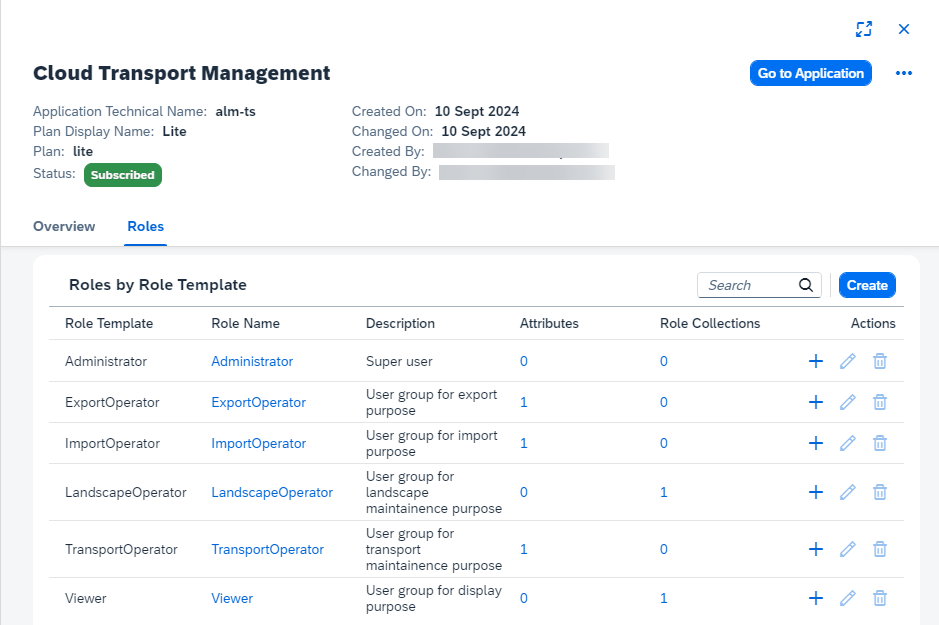 Cloud Transport Management
Go to Application
Application Technical Name: alm-ts
Plan Display Name: Lite
Plan: lite
Status: Subscribed
Created On: 10 Sept 2024
Changed On: 10 Sept 2024
Created By:
Changed By:
Overview
Roles
Roles by Role Template
Search
Create
Role Template Role Name Description Attributes Role Collections Actions
Administrator Administrator Super user 0 0
ExportOperator ExportOperator User group for export 1 0
purpose
ImportOperator ImportOperator User group for import 1 0
purpose
User group for
LandscapeOperator LandscapeOperator landscape 0 1
maintainence purpose
User group for
TransportOperator TransportOperator transport 1 0
maintainence purpose
Viewer Viewer User group for display 0 1
purpose